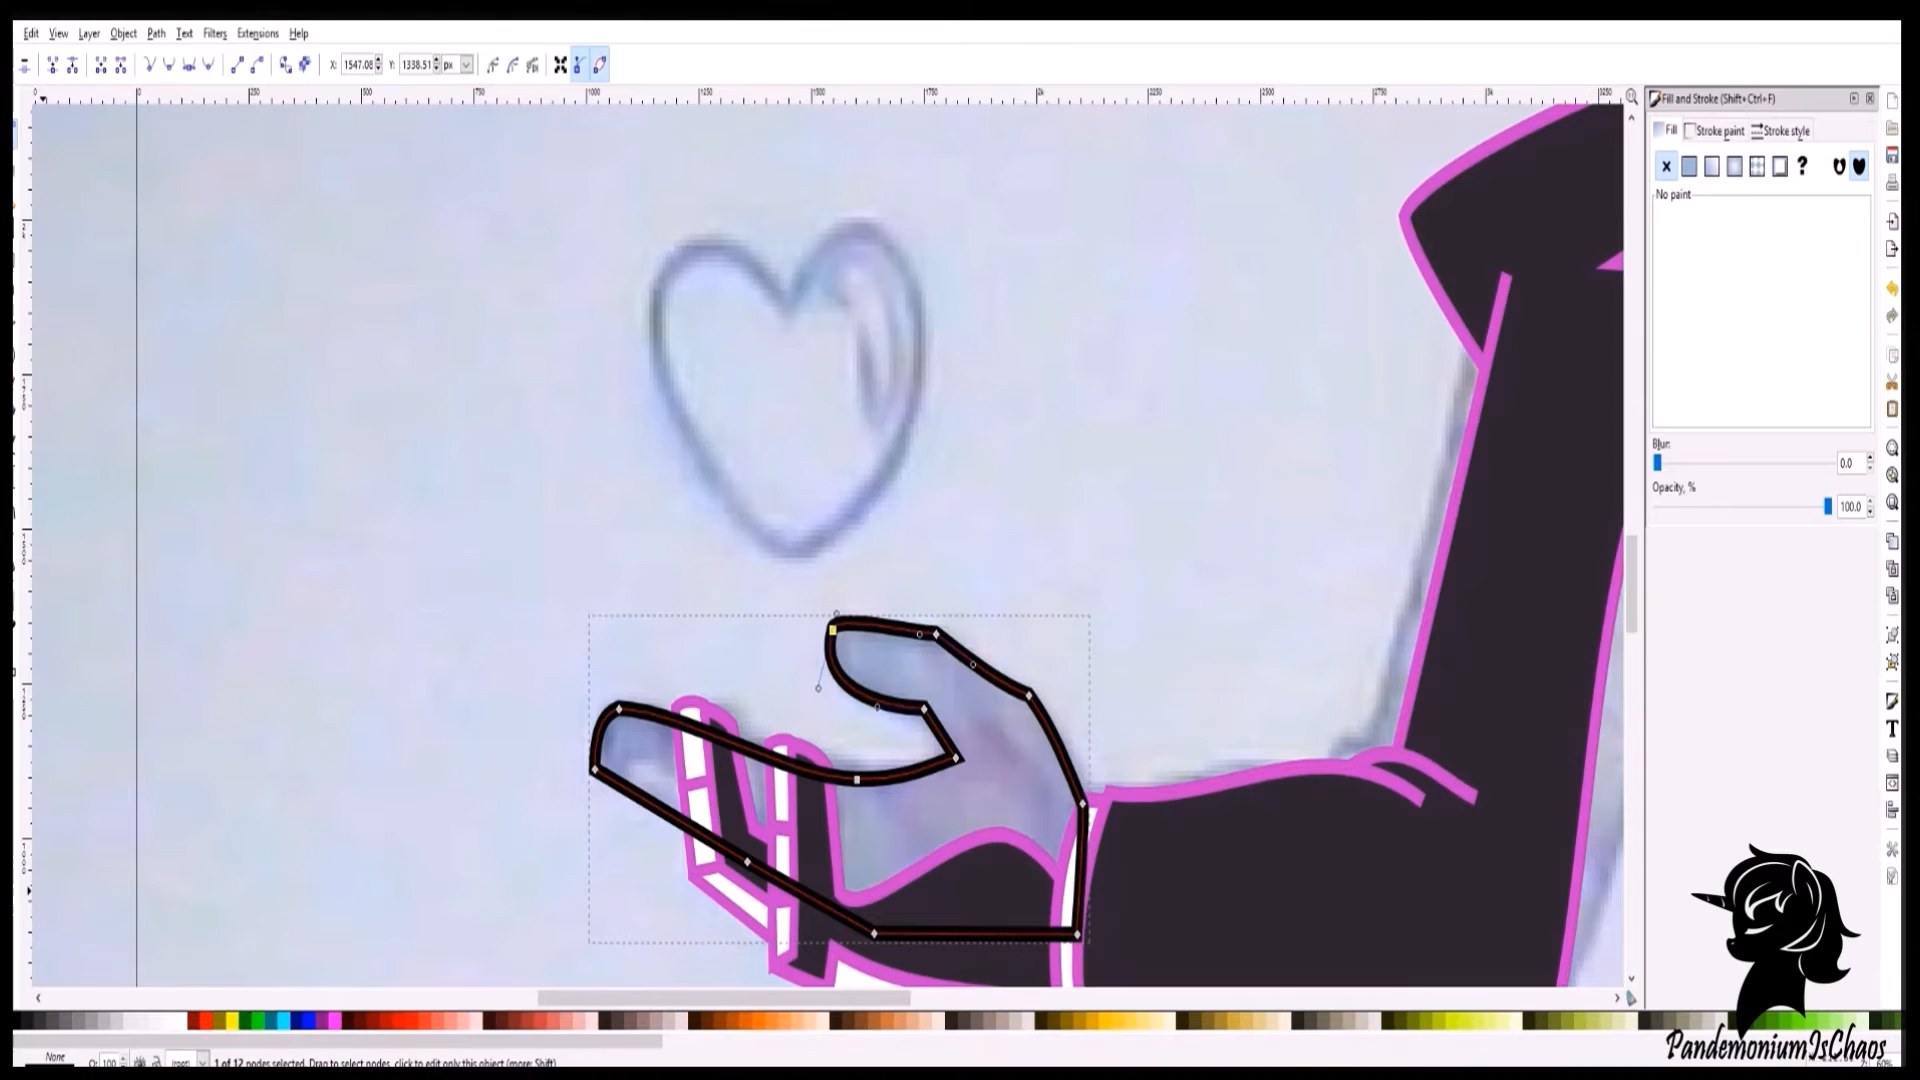 Edit View Layer Object Path Text Filters Extensions Help
X: 1547.08 Y: 1338.51 px
Fill and Stroke (Shift+Ctrl+F)
Fill Stroke paint Stroke style
?
No paint
Blur:
0.0
Opacity, %
100.0
None
O: 100 (root) 1 of 12 nodes selected. Drag to select nodes, click to edit only this object (more: Shift)
PandemoniumIsChaos